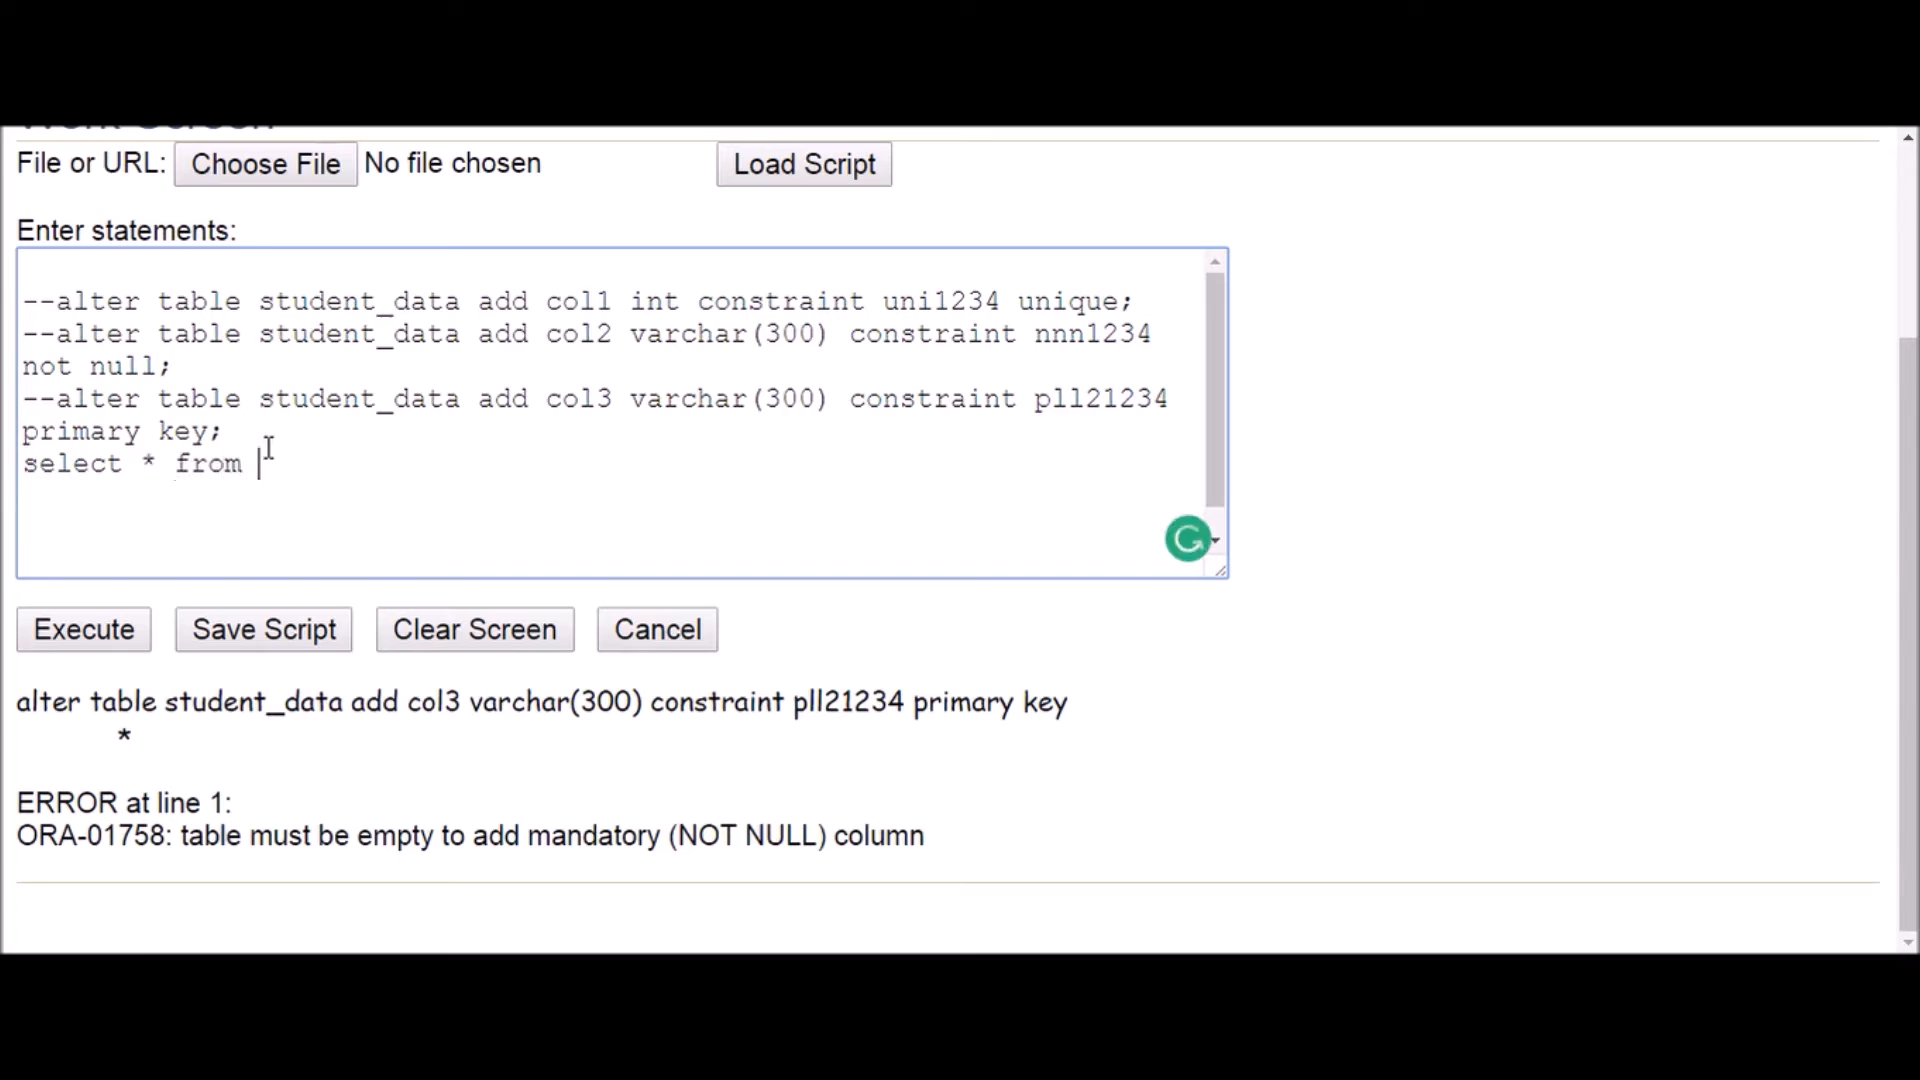 File or URL: Choose File No file chosen Load Script
Enter statements:
--alter table student_data add col1 int constraint uni1234 unique;
--alter table student_data add col2 varchar(300) constraint nnn1234
not null;
--alter table student_data add col3 varchar(300) constraint pll21234
primary key;
select * from
Execute Save Script Clear Screen Cancel
alter table student_data add col3 varchar(300) constraint pll21234 primary key
*
ERROR at line 1:
ORA-01758: table must be empty to add mandatory (NOT NULL) column